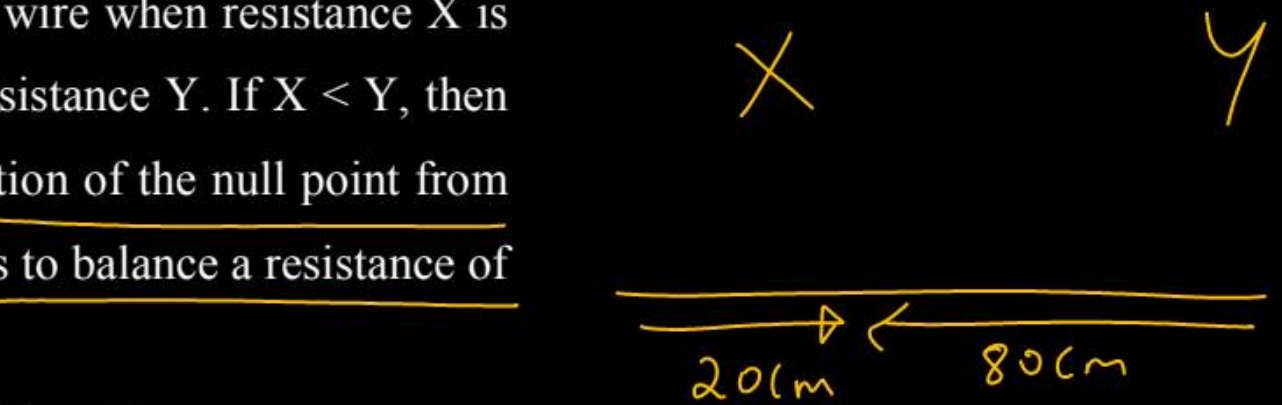 wire when resistance X is
sistance Y. If X < Y, then
tion of the null point from
s to balance a resistance of
X Y
20cm 80cm